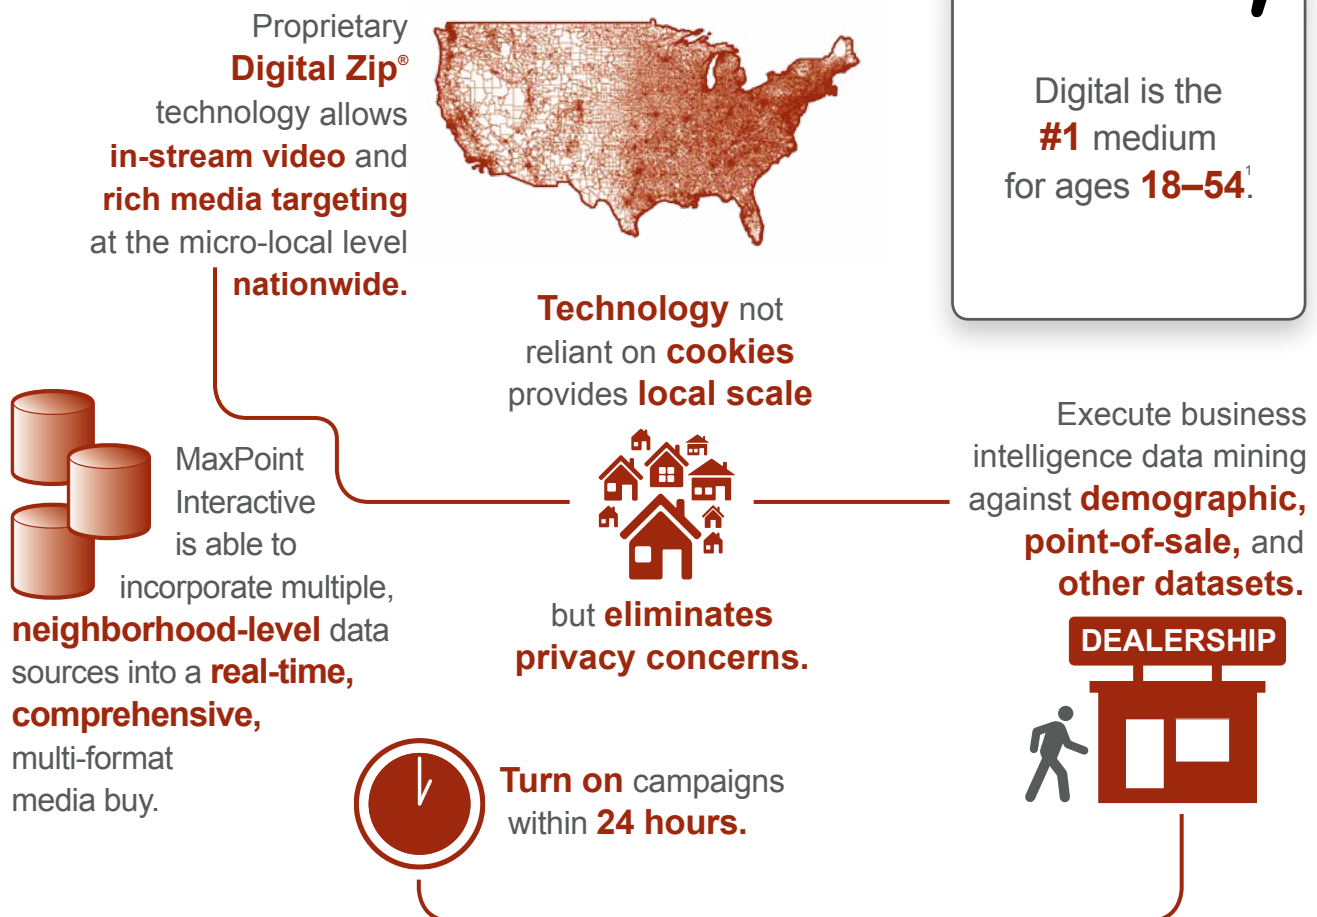 Proprietary
Digital Zip®
technology allows
in-stream video and
rich media targeting
at the micro-local level
nationwide.
Digital is the
#1 medium
for ages 18–54¹.
Technology not
reliant on cookies
provides local scale
but eliminates
privacy concerns.
MaxPoint
Interactive
is able to
incorporate multiple,
neighborhood-level data
sources into a real-time,
comprehensive,
multi-format
media buy.
Execute business
intelligence data mining
against demographic,
point-of-sale, and
other datasets.
DEALERSHIP
Turn on campaigns
within 24 hours.